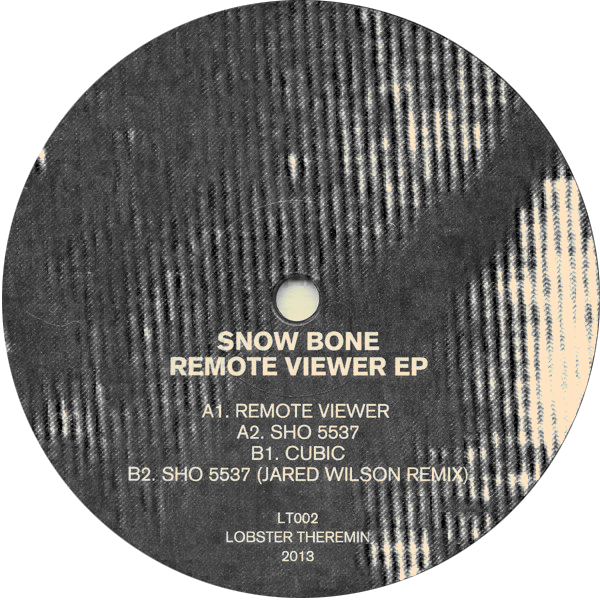 SNOW BONE
REMOTE VIEWER EP
A1. REMOTE VIEWER
A2. SHO 5537
B1. CUBIC
B2. SHO 5537 (JARED WILSON REMIX)
LT002
LOBSTER THEREMIN
2013